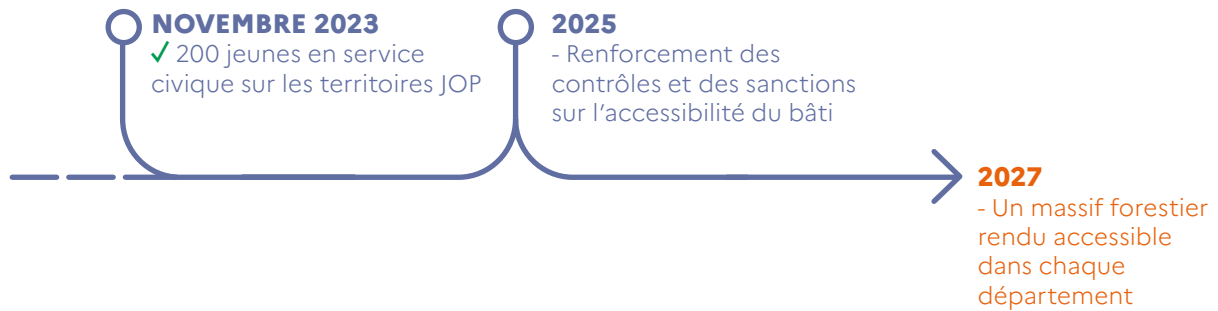 NOVEMBRE 2023
✓ 200 jeunes en service
civique sur les territoires JOP
2025
- Renforcement des
contrôles et des sanctions
sur l’accessibilité du bâti
2027
- Un massif forestier
rendu accessible
dans chaque
département